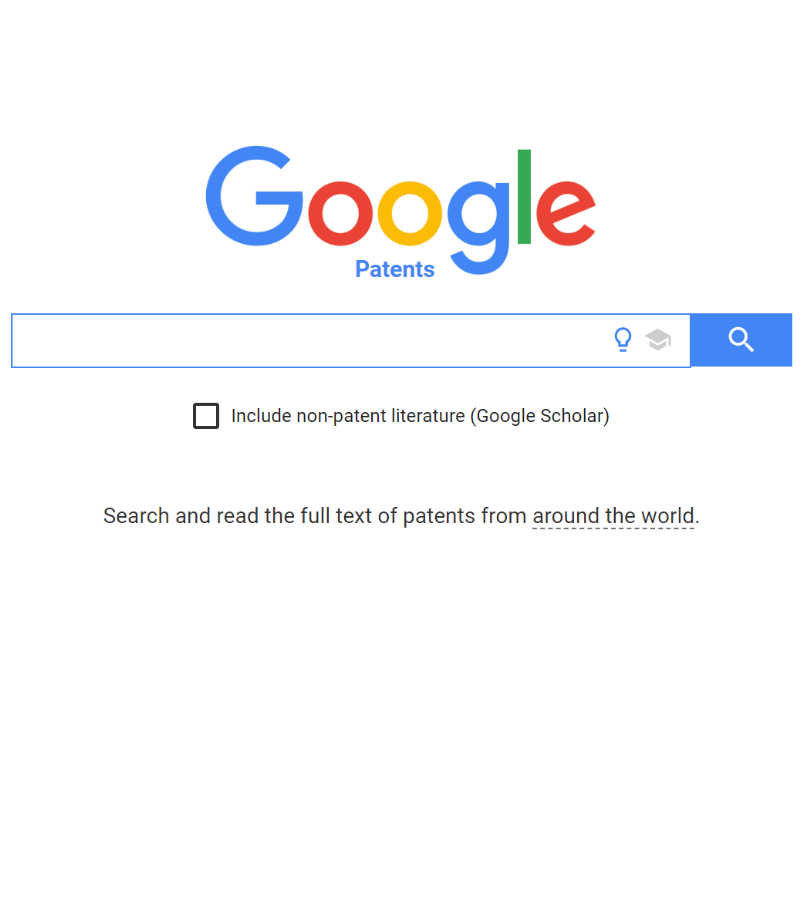 Google
Patents
Include non-patent literature (Google Scholar)
Search and read the full text of patents from around the world.